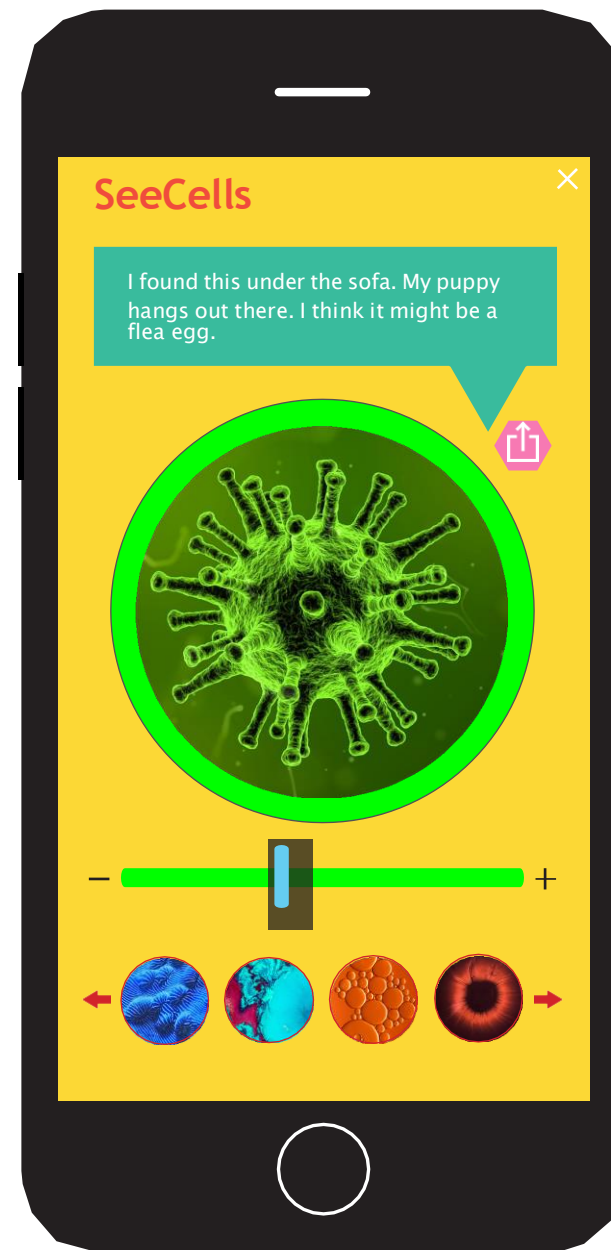 SeeCells
I found this under the sofa. My puppy
hangs out there. I think it might be a
flea egg.